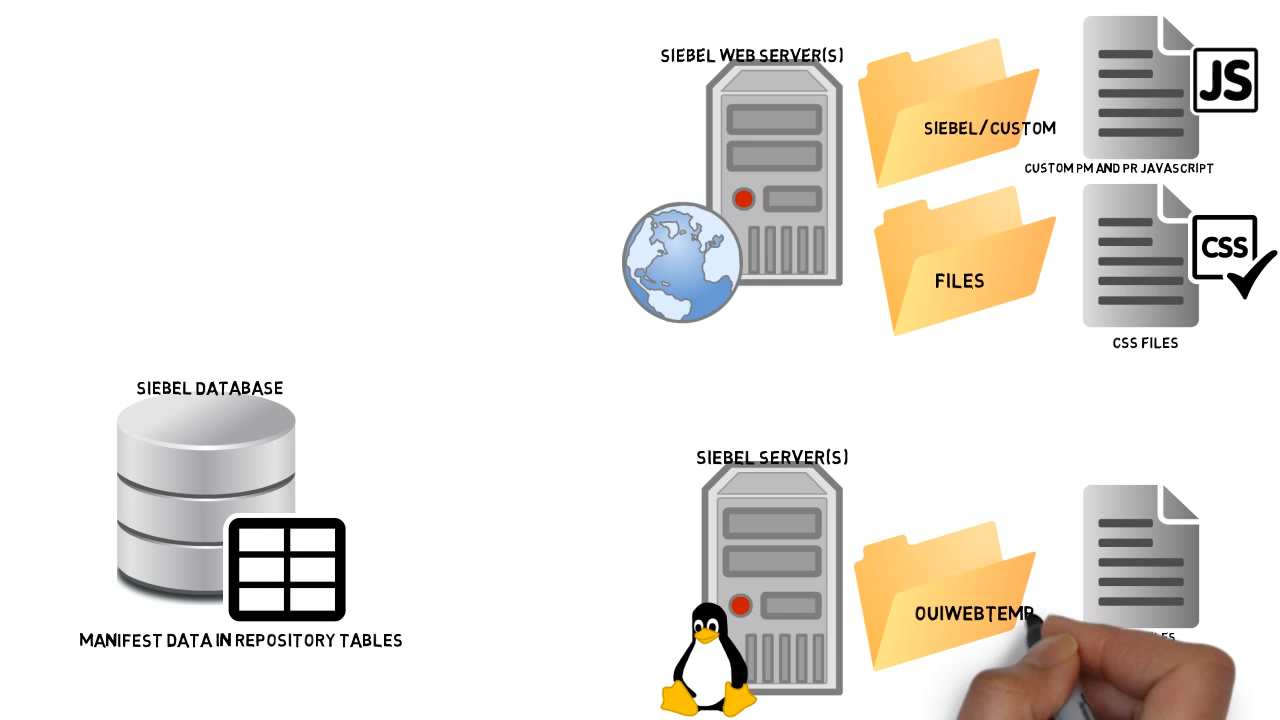 SIEBEL WEB SERVER(S)
JS
SIEBEL/CUSTOM
CUSTOM PM AND PR JAVASCRIPT
CSS
FILES
CSS FILES
SIEBEL DATABASE
MANIFEST DATA IN REPOSITORY TABLES
SIEBEL SERVER(S)
OUIWEBTEMP